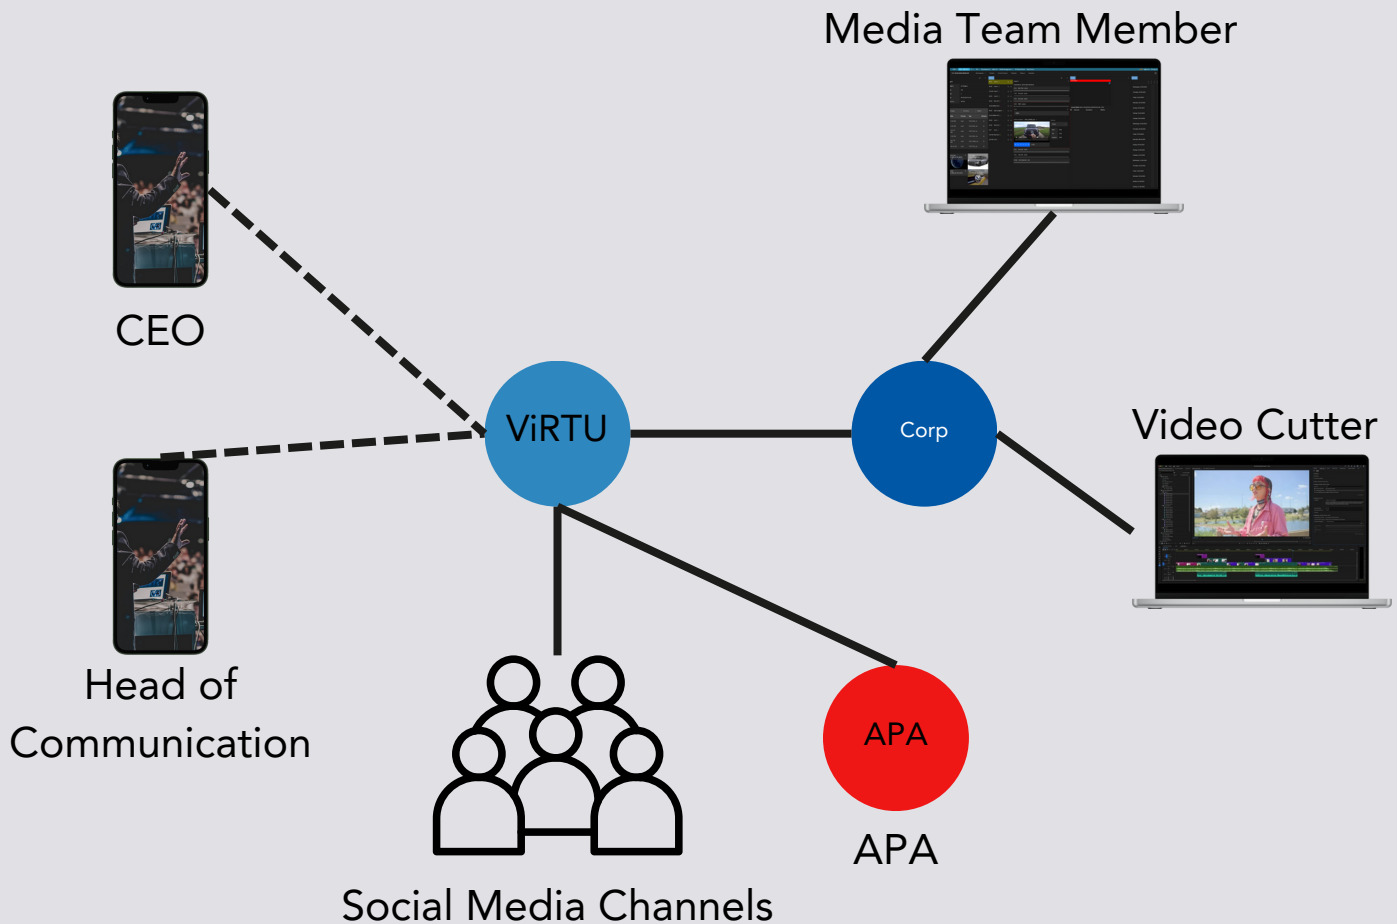 Media Team Member
CEO
ViRTU
Corp
Video Cutter
Head of
Communication
APA
APA
Social Media Channels